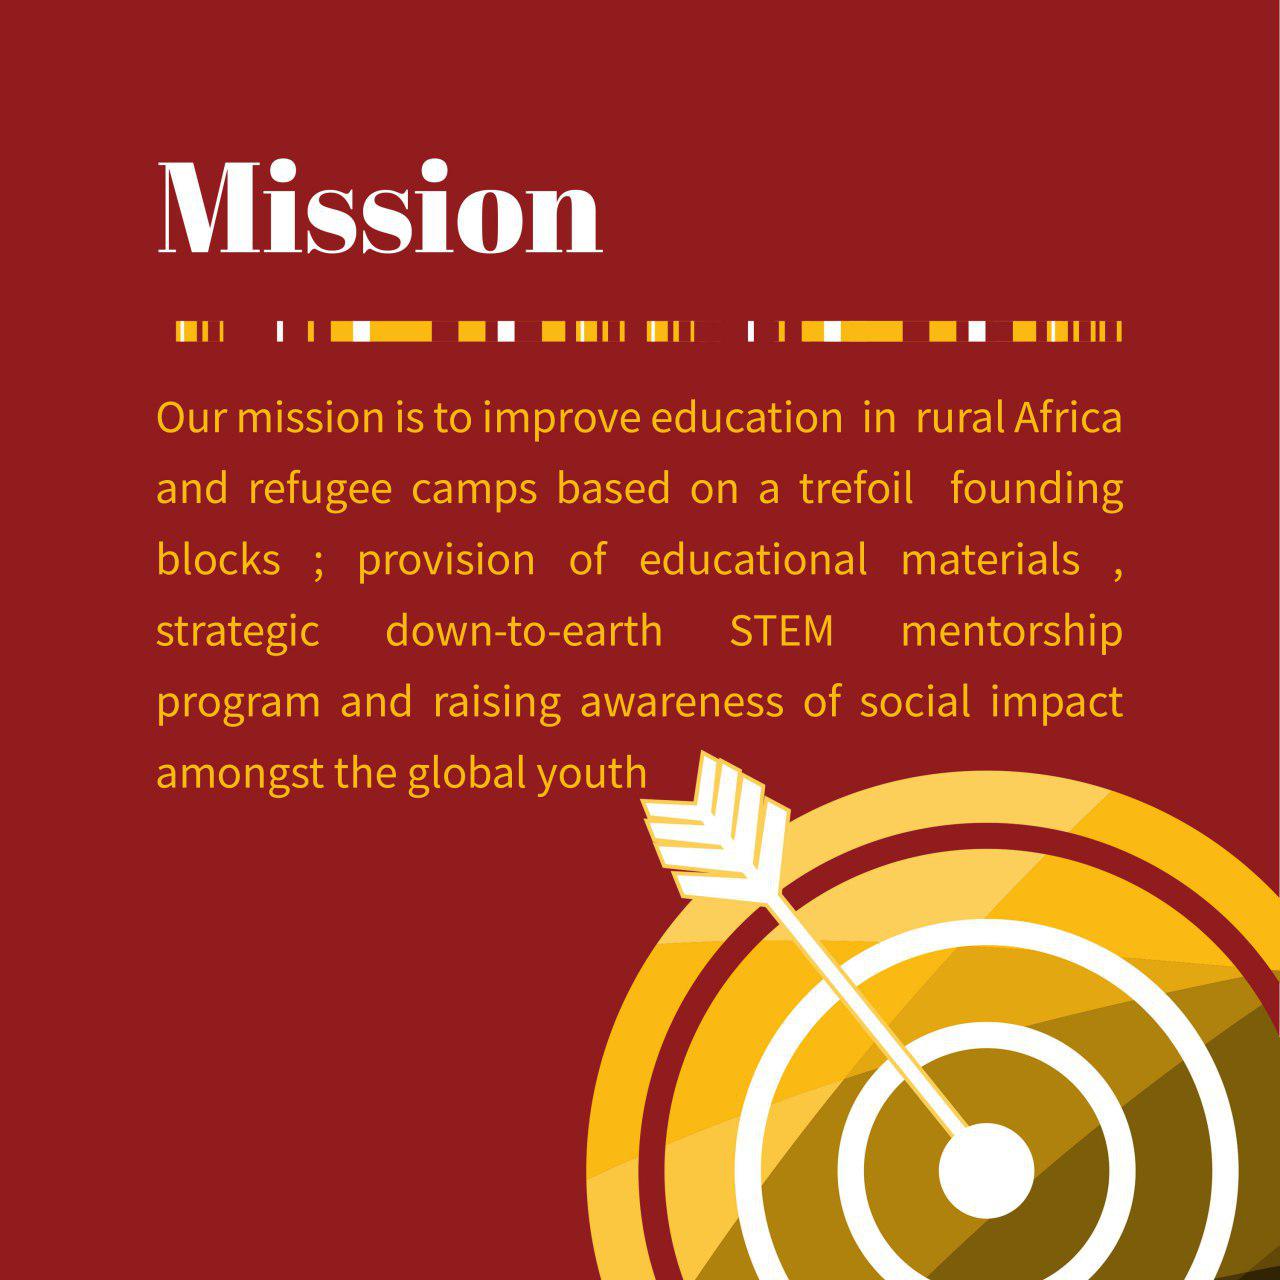 Mission
Our mission is to improve education in rural Africa
and refugee camps based on a trefoil founding
blocks ; provision of educational materials ,
strategic down-to-earth STEM mentorship
program and raising awareness of social impact
amongst the global youth